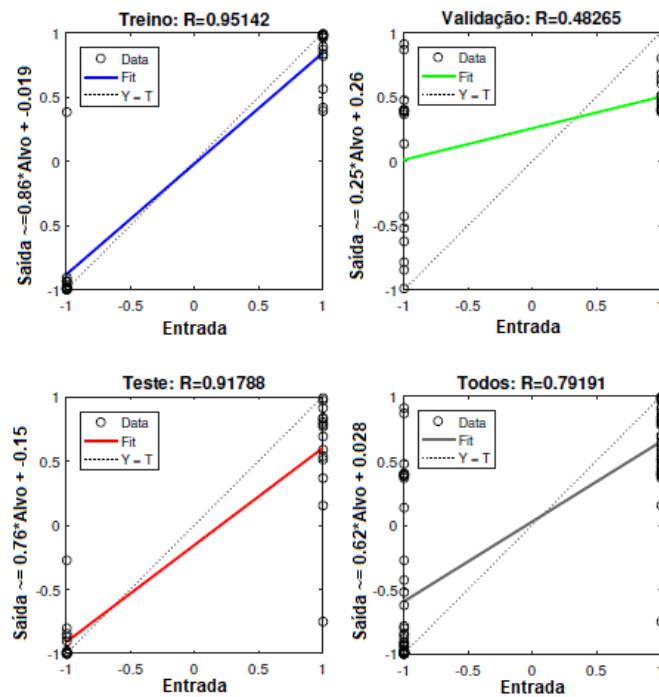 Treino: R=0.95142
Saída ~=0.86*Alvo + -0.019
1
0.5
0
0.5
-1
Data
Fit
Y = T
-1
-0.5
0
0.5
1
Entrada
Validação: R=0.48265
Saída ~= 0.25*Alvo + 0.26
1
0.5
0
0.5
-1
Data
Fit
Y = T
-1
-0.5
0
0.5
1
Entrada
Teste: R=0.91788
Saída ~= 0.76*Alvo + -0.15
1
0.5
0
0.5
-1
Data
Fit
Y = T
-1
-0.5
0
0.5
1
Entrada
Todos: R=0.79191
Saída ~= 0.62*Alvo + 0.028
1
0.5
0
0.5
-1
Data
Fit
Y = T
-1
-0.5
0
0.5
1
Entrada